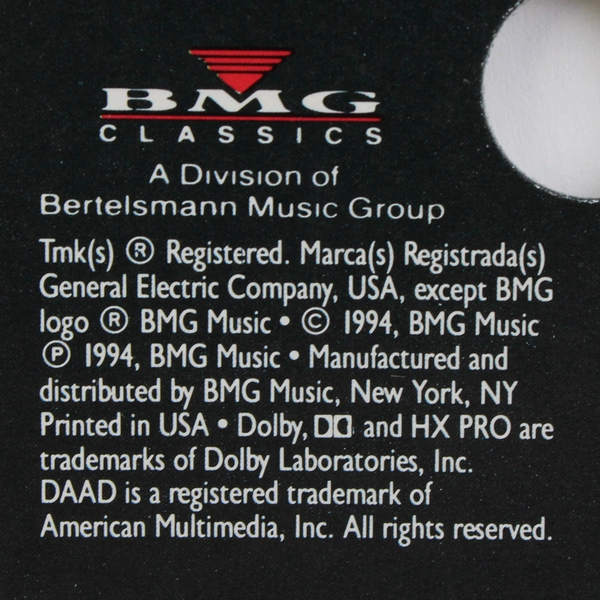 BMG
CLASSICS
A Division of
Bertelsmann Music Group
Tmk(s) ® Registered. Marca(s) Registrada(s)
General Electric Company, USA, except BMG
logo ® BMG Music • © 1994, BMG Music
℗ 1994, BMG Music • Manufactured and
distributed by BMG Music, New York, NY
Printed in USA • Dolby, and HX PRO are
trademarks of Dolby Laboratories, Inc.
DAAD is a registered trademark of
American Multimedia, Inc. All rights reserved.